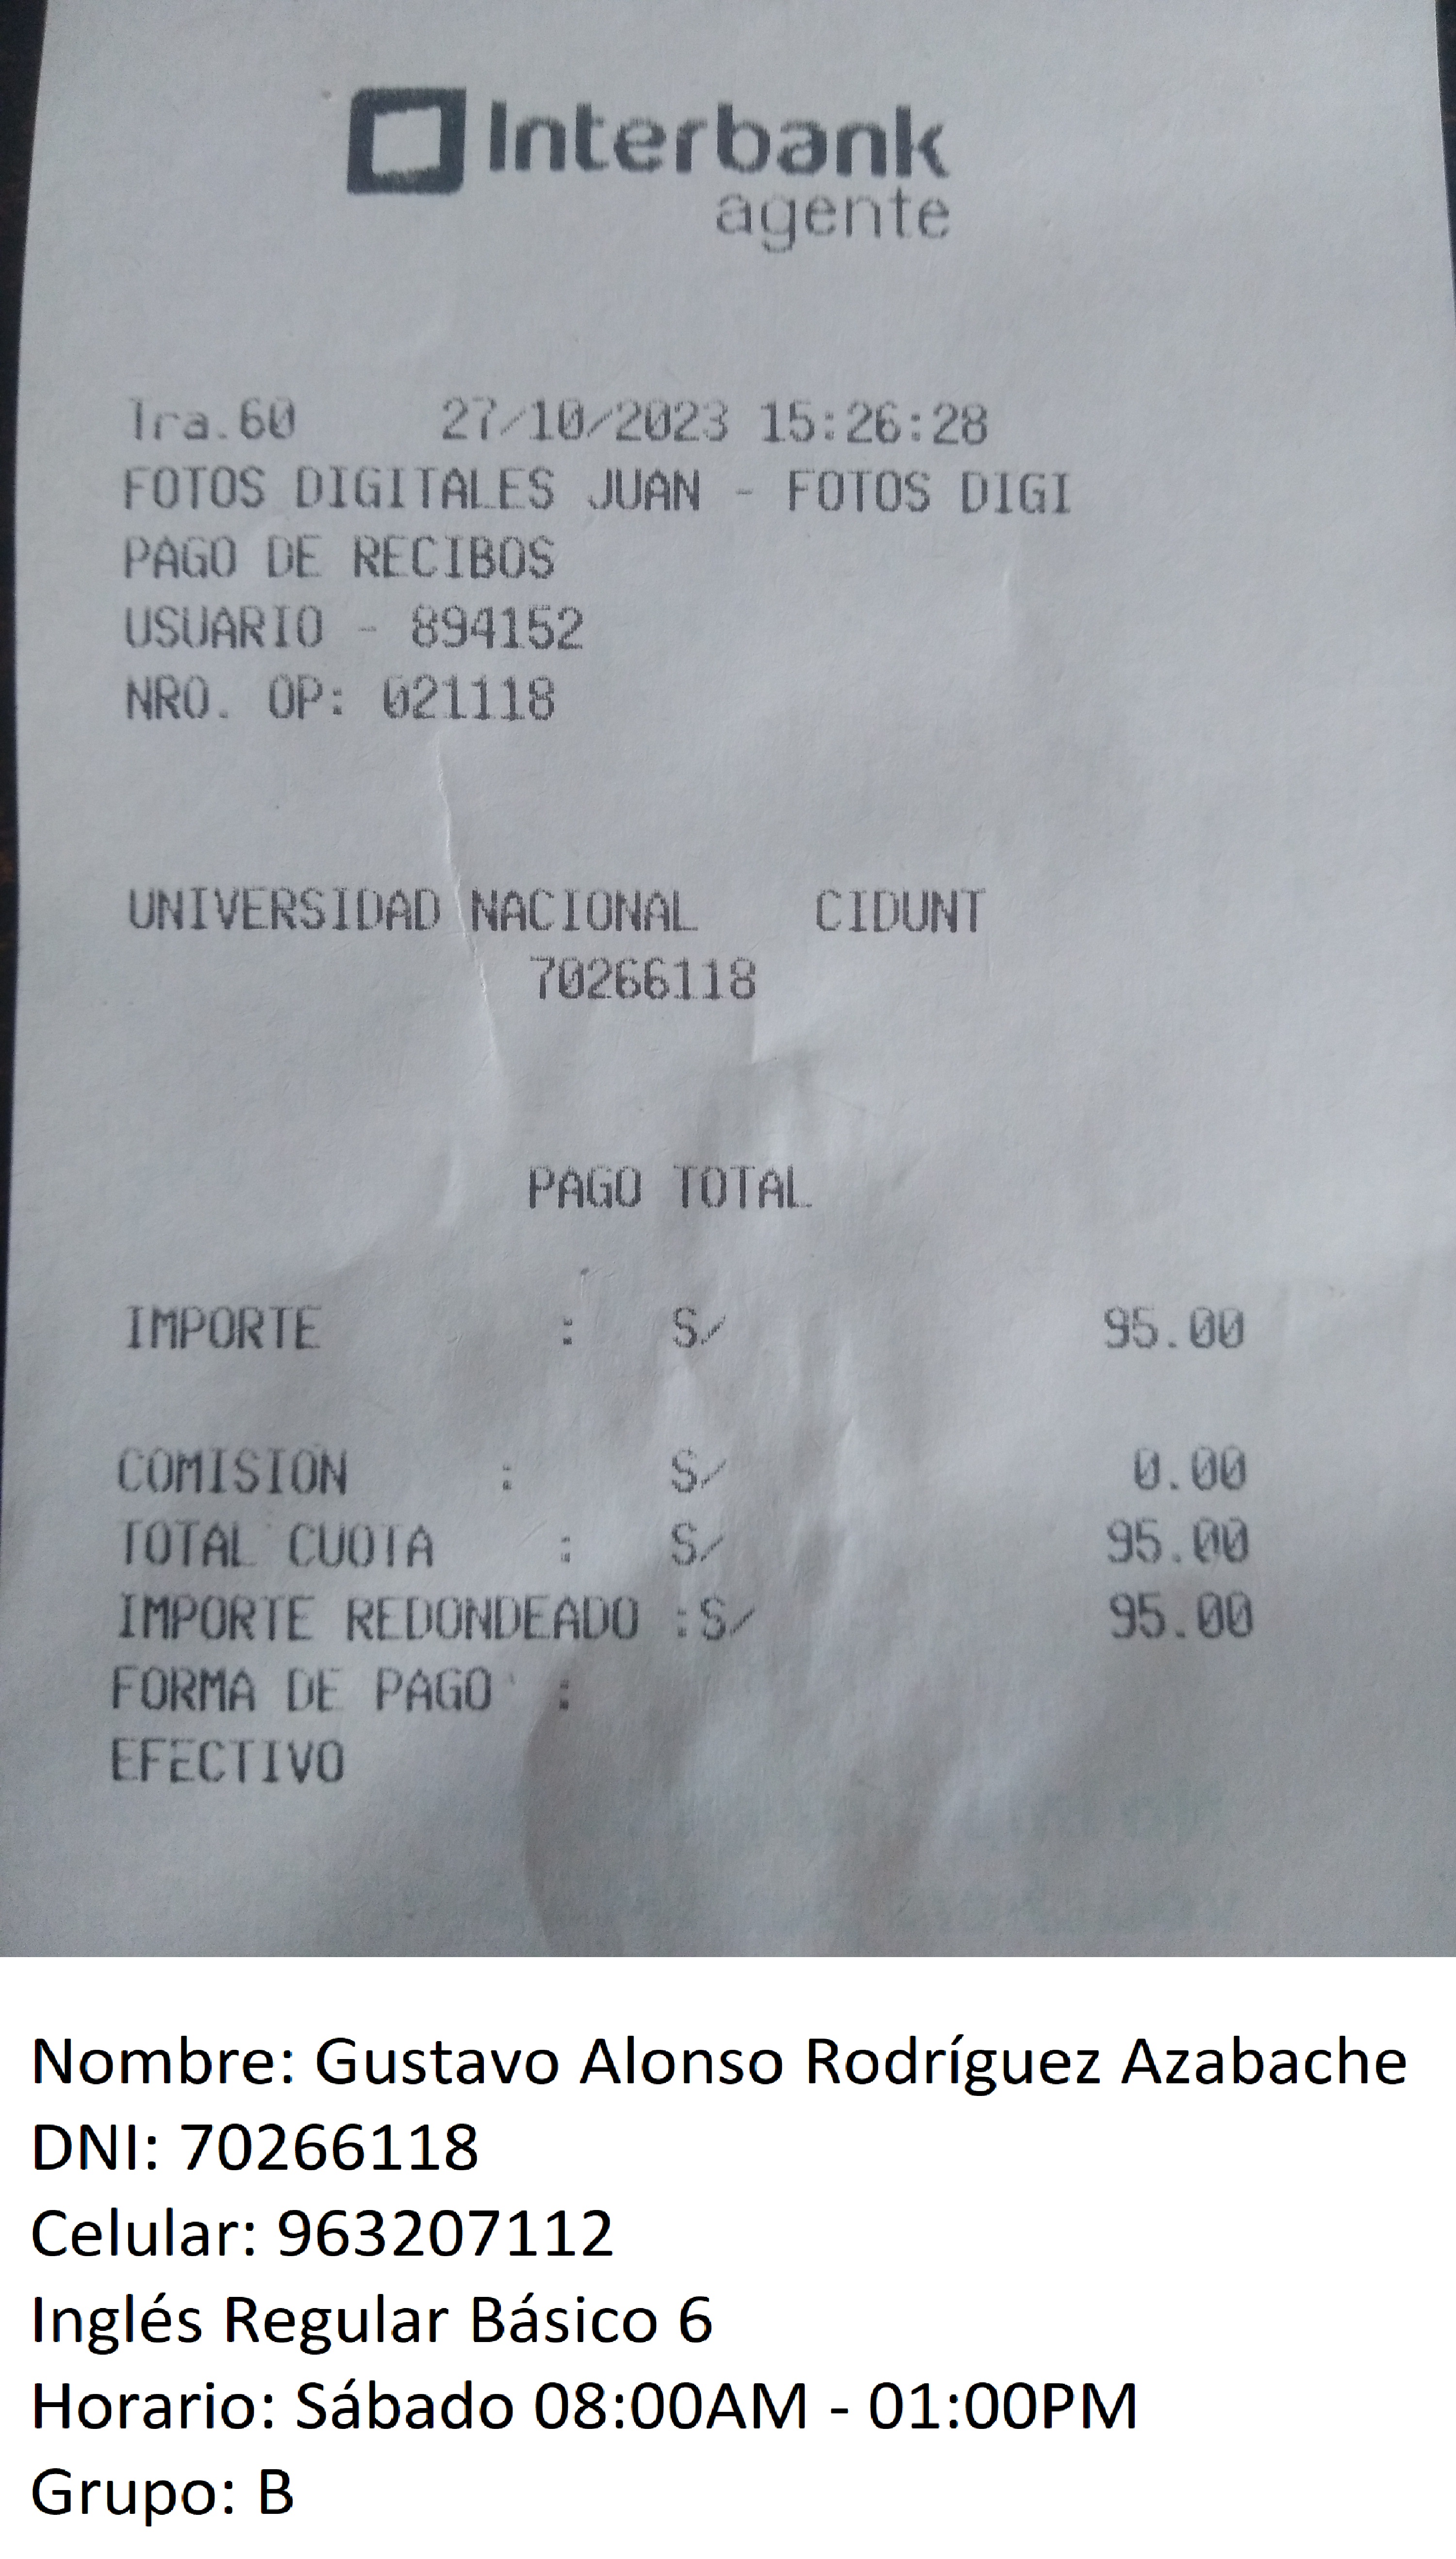 Interbank
agente
Tra.60 27/10/2023 15:26:28
FOTOS DIGITALES JUAN - FOTOS DIGI
PAGO DE RECIBOS
USUARIO - 894152
NRO. OP: 021118
UNIVERSIDAD NACIONAL CIDUNT
70266118
PAGO TOTAL
IMPORTE : S/ 95.00
COMISION : S/ 0.00
TOTAL CUOTA : S/ 95.00
IMPORTE REDONDEADO :S/ 95.00
FORMA DE PAGO :
EFECTIVO
Nombre: Gustavo Alonso Rodríguez Azabache
DNI: 70266118
Celular: 963207112
Inglés Regular Básico 6
Horario: Sábado 08:00AM - 01:00PM
Grupo: B